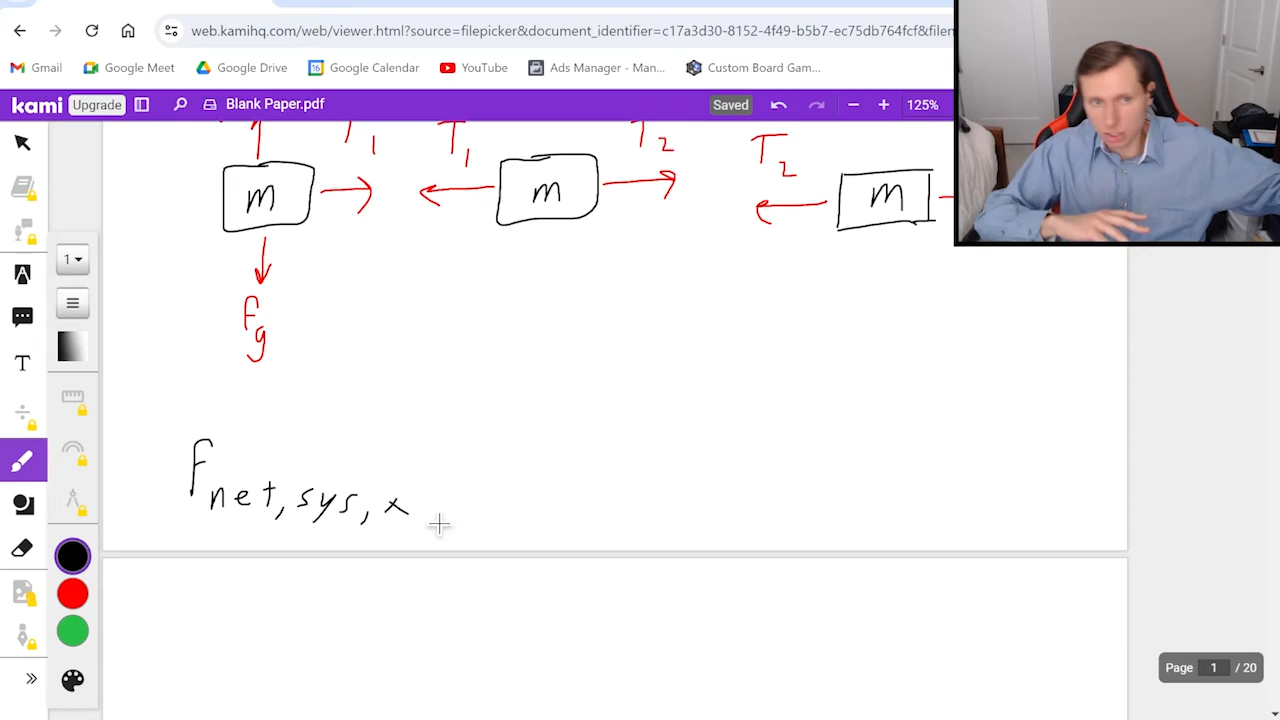 web.kamihq.com/web/viewer.html?source=filepicker&document_identifier=c17a3d30-8152-4f49-b5b7-ec75db764fcf&filen
Gmail Google Meet Google Drive 16 Google Calendar YouTube Ads Manager - Man... Custom Board Gam...
kami Upgrade Blank Paper.pdf Saved 125%
T1 T1 T2 T2
m m m
1
Fg
T
Fnet, sys, x
Page 1 / 20